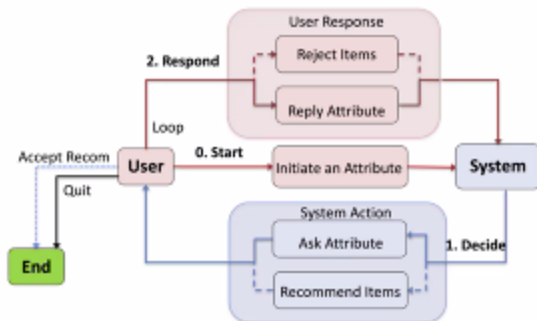 User Response
Reject Items
2. Respond
Reply Attribute
Loop
Accept Recom
User
0. Start
Initiate an Attribute
System
Quit
System Action
Ask Attribute
1. Decide
End
Recommend Items